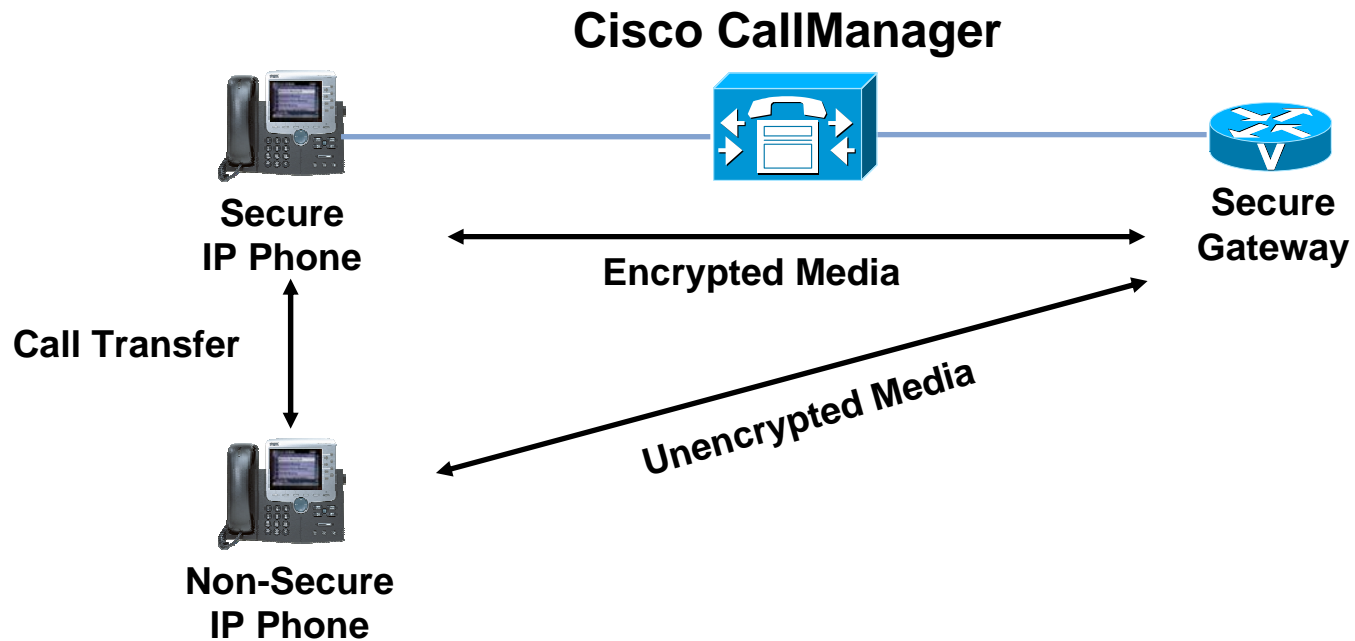 Cisco CallManager
Secure
IP Phone
Secure
Gateway
Encrypted Media
Call Transfer
Unencrypted Media
Non-Secure
IP Phone
V